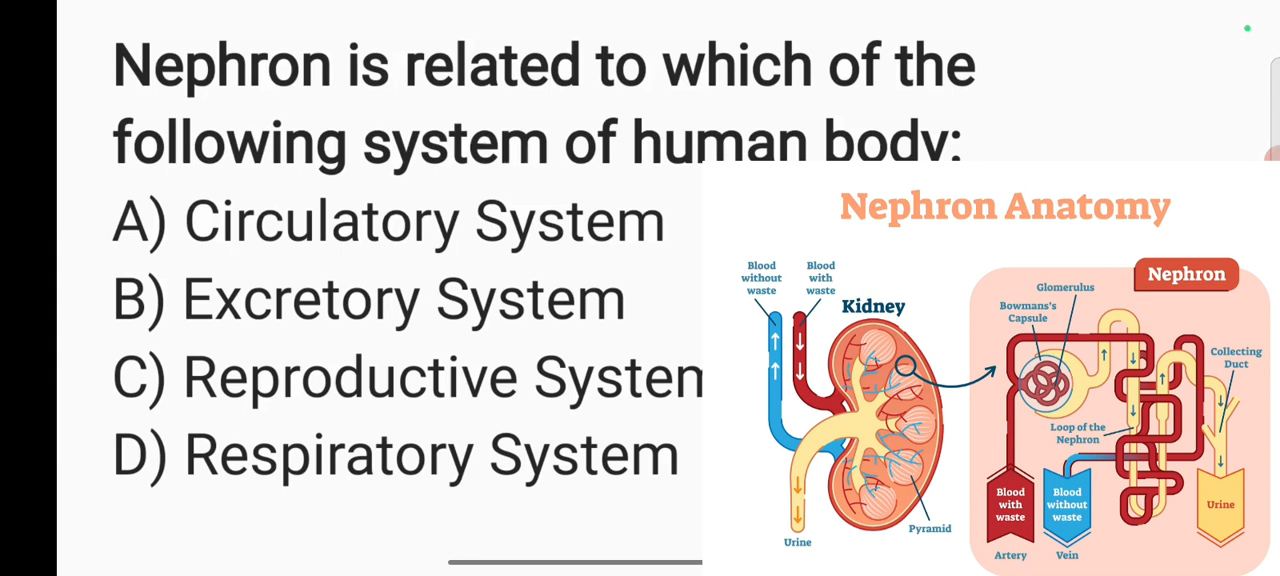 Nephron is related to which of the
following system of human body:
A) Circulatory System
B) Excretory System
C) Reproductive System
D) Respiratory System
Nephron Anatomy
Blood
without
waste
Blood
with
waste
Kidney
Urine
Pyramid
Nephron
Glomerulus
Bowmans's
Capsule
Collecting
Duct
Loop of the
Nephron
Blood
with
waste
Artery
Blood
without
waste
Vein
Urine